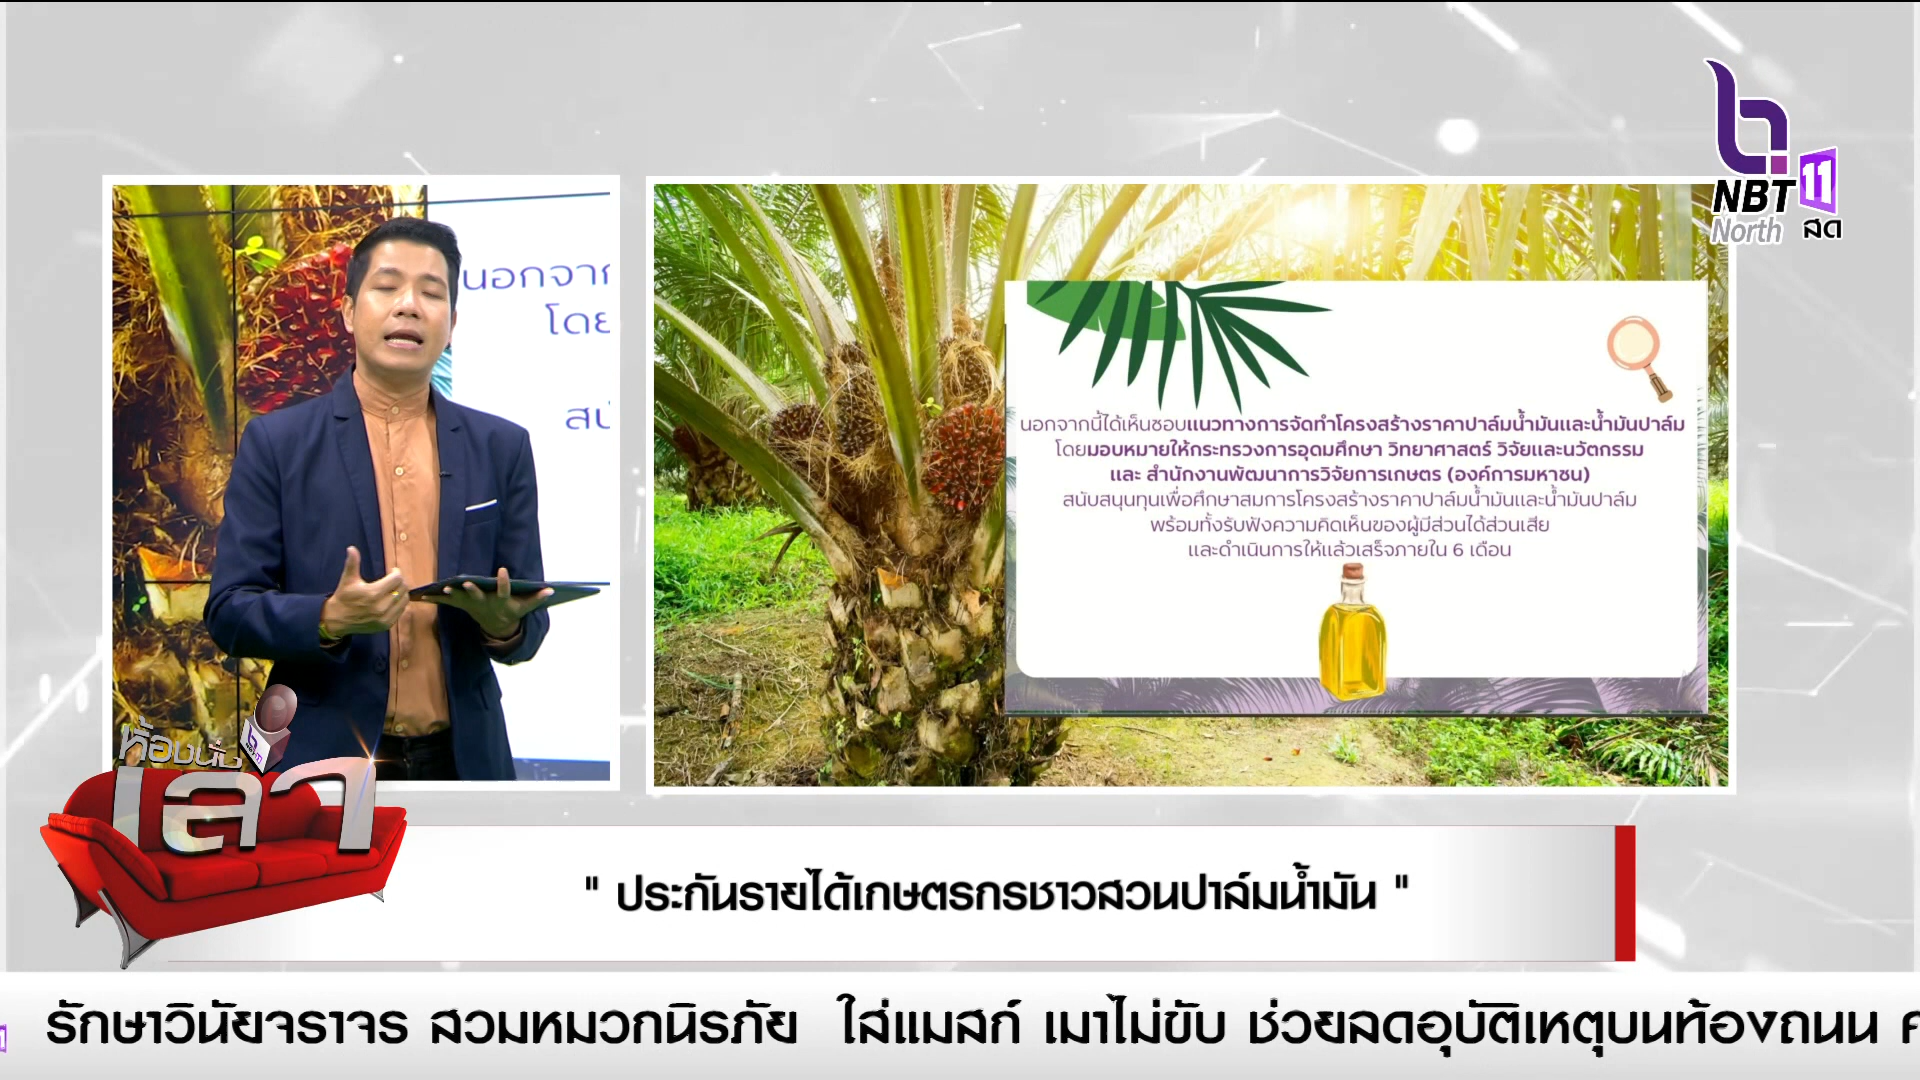 NBT 11
North สด
นอกจาก
โดย
สนั
นอกจากนี้ได้เห็นชอบแนวทางการจัดทำโครงสร้างราคาปาล์มน้ำมันและน้ำมันปาล์ม
โดยมอบหมายให้กระทรวงการอุดมศึกษา วิทยาศาสตร์ วิจัยและนวัตกรรม
และ สำนักงานพัฒนาการวิจัยการเกษตร (องค์การมหาชน)
สนับสนุนทุนเพื่อศึกษาสมการโครงสร้างราคาปาล์มน้ำมันและน้ำมันปาล์ม
พร้อมทั้งรับฟังความคิดเห็นของผู้มีส่วนได้ส่วนเสีย
และดำเนินการให้แล้วเสร็จภายใน 6 เดือน
ห้องนั่ง
เล่า
" ประกันรายได้เกษตรกรชาวสวนปาล์มน้ำมัน "
รักษาวินัยจราจร สวมหมวกนิรภัย ใส่แมสก์ เมาไม่ขับ ช่วยลดอุบัติเหตุบนท้องถนน